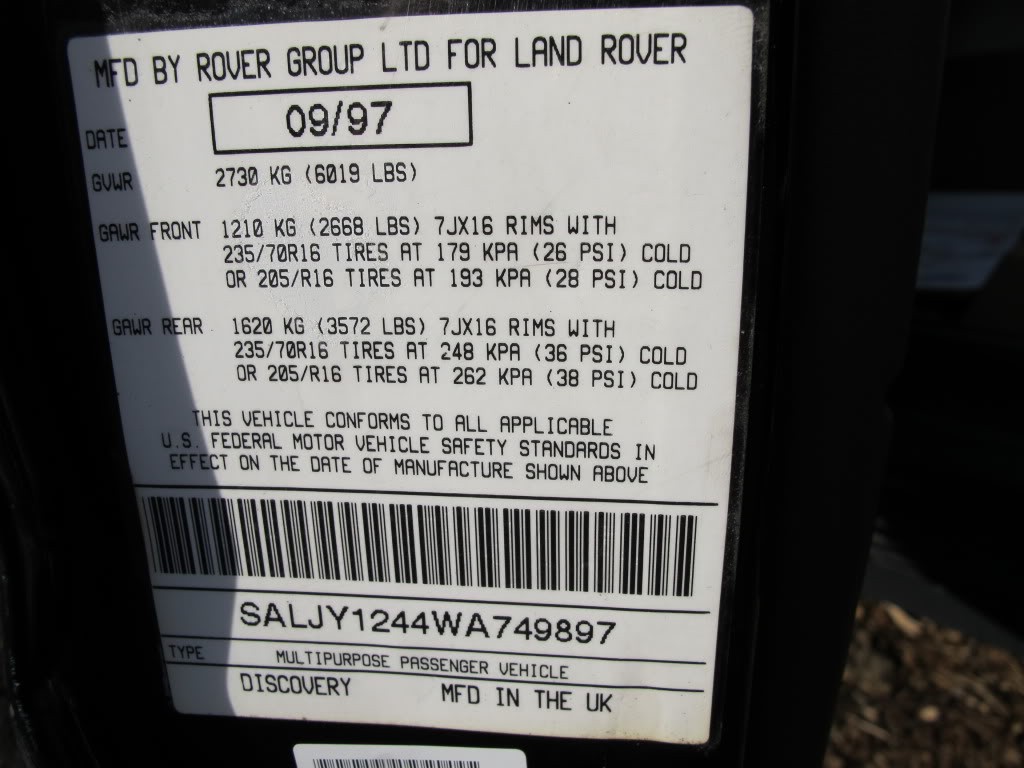 MFD BY ROVER GROUP LTD FOR LAND ROVER
DATE 09/97
GVWR 2730 KG (6019 LBS)
GAWR FRONT 1210 KG (2668 LBS) 7JX16 RIMS WITH
235/70R16 TIRES AT 179 KPA (26 PSI) COLD
OR 205/R16 TIRES AT 193 KPA (28 PSI) COLD
GAWR REAR 1620 KG (3572 LBS) 7JX16 RIMS WITH
235/70R16 TIRES AT 248 KPA (36 PSI) COLD
OR 205/R16 TIRES AT 262 KPA (38 PSI) COLD
THIS VEHICLE CONFORMS TO ALL APPLICABLE
U.S. FEDERAL MOTOR VEHICLE SAFETY STANDARDS IN
EFFECT ON THE DATE OF MANUFACTURE SHOWN ABOVE
SALJY1244WA749897
TYPE MULTIPURPOSE PASSENGER VEHICLE
DISCOVERY MFD IN THE UK